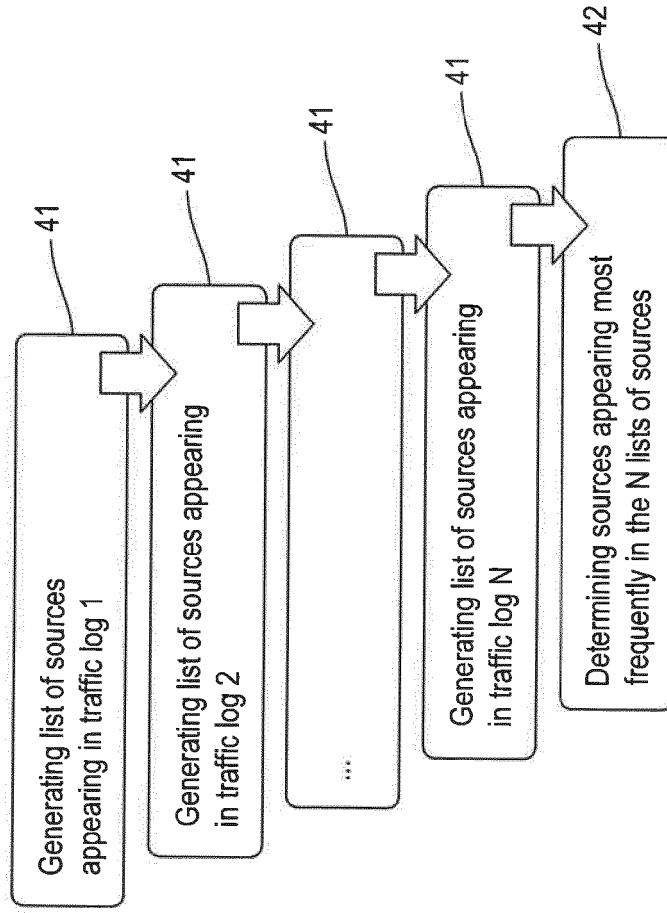 Generating list of sources
appearing in traffic log 1
41
Generating list of sources appearing
in traffic log 2
41
...
41
Generating list of sources appearing
in traffic log N
41
Determining sources appearing most
frequently in the N lists of sources
42